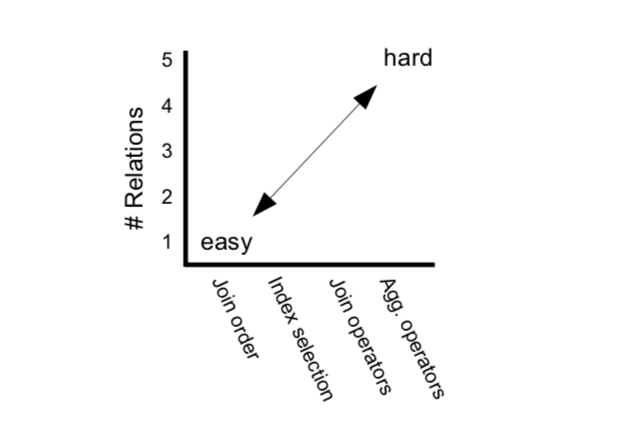 hard
5
4
3
2
1
# Relations
easy
Join order
Index selection
Join operators
Agg. operators